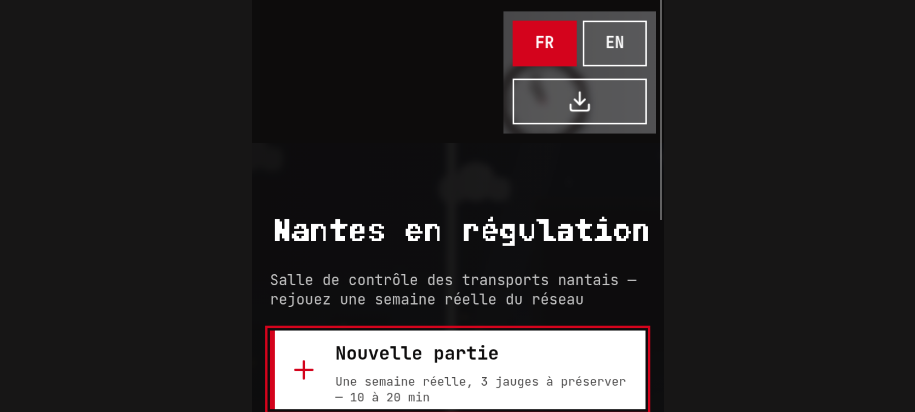 FR EN
Nantes en régulation
Salle de contrôle des transports nantais —
rejouez une semaine réelle du réseau
Nouvelle partie
Une semaine réelle, 3 jauges à préserver
— 10 à 20 min